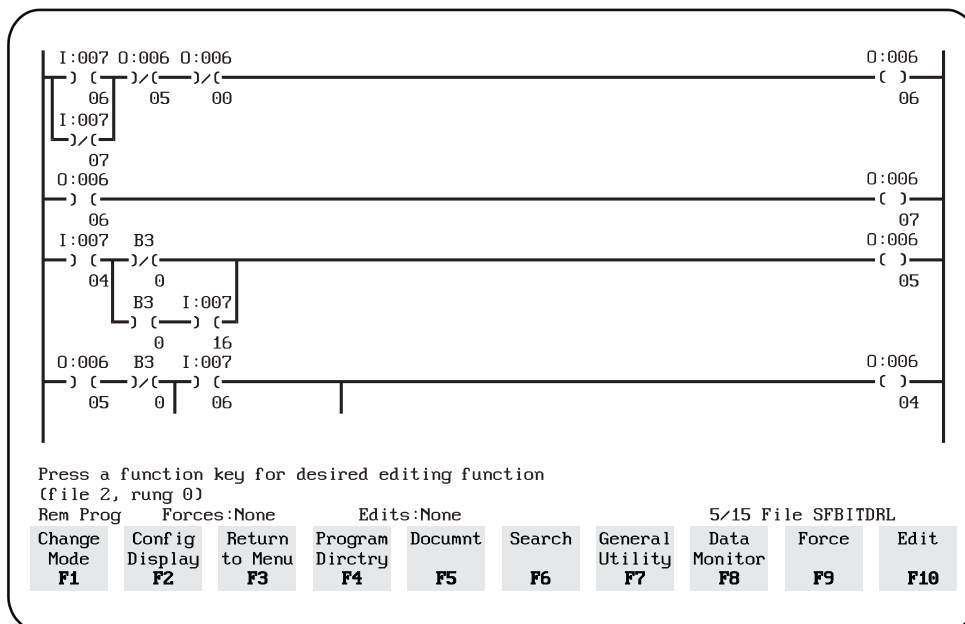 I:007 O:006 O:006 O:006
) ( )/( )/( ( )
06 05 00 06
I:007
)/(
07
O:006 O:006
) ( ( )
06 07
I:007 B3 O:006
) ( )/( ( )
04 0 05
B3 I:007
) ( ) (
0 16
O:006 B3 I:007 O:006
) ( )/( ) ( ( )
05 0 06 04
Press a function key for desired editing function
(file 2, rung 0)
Rem Prog Forces:None Edits:None 5/15 File SFBITDRL
Change Config Return Program Documnt Search General Data Force Edit
Mode Display to Menu Dirctry Utility Monitor
F1 F2 F3 F4 F5 F6 F7 F8 F9 F10